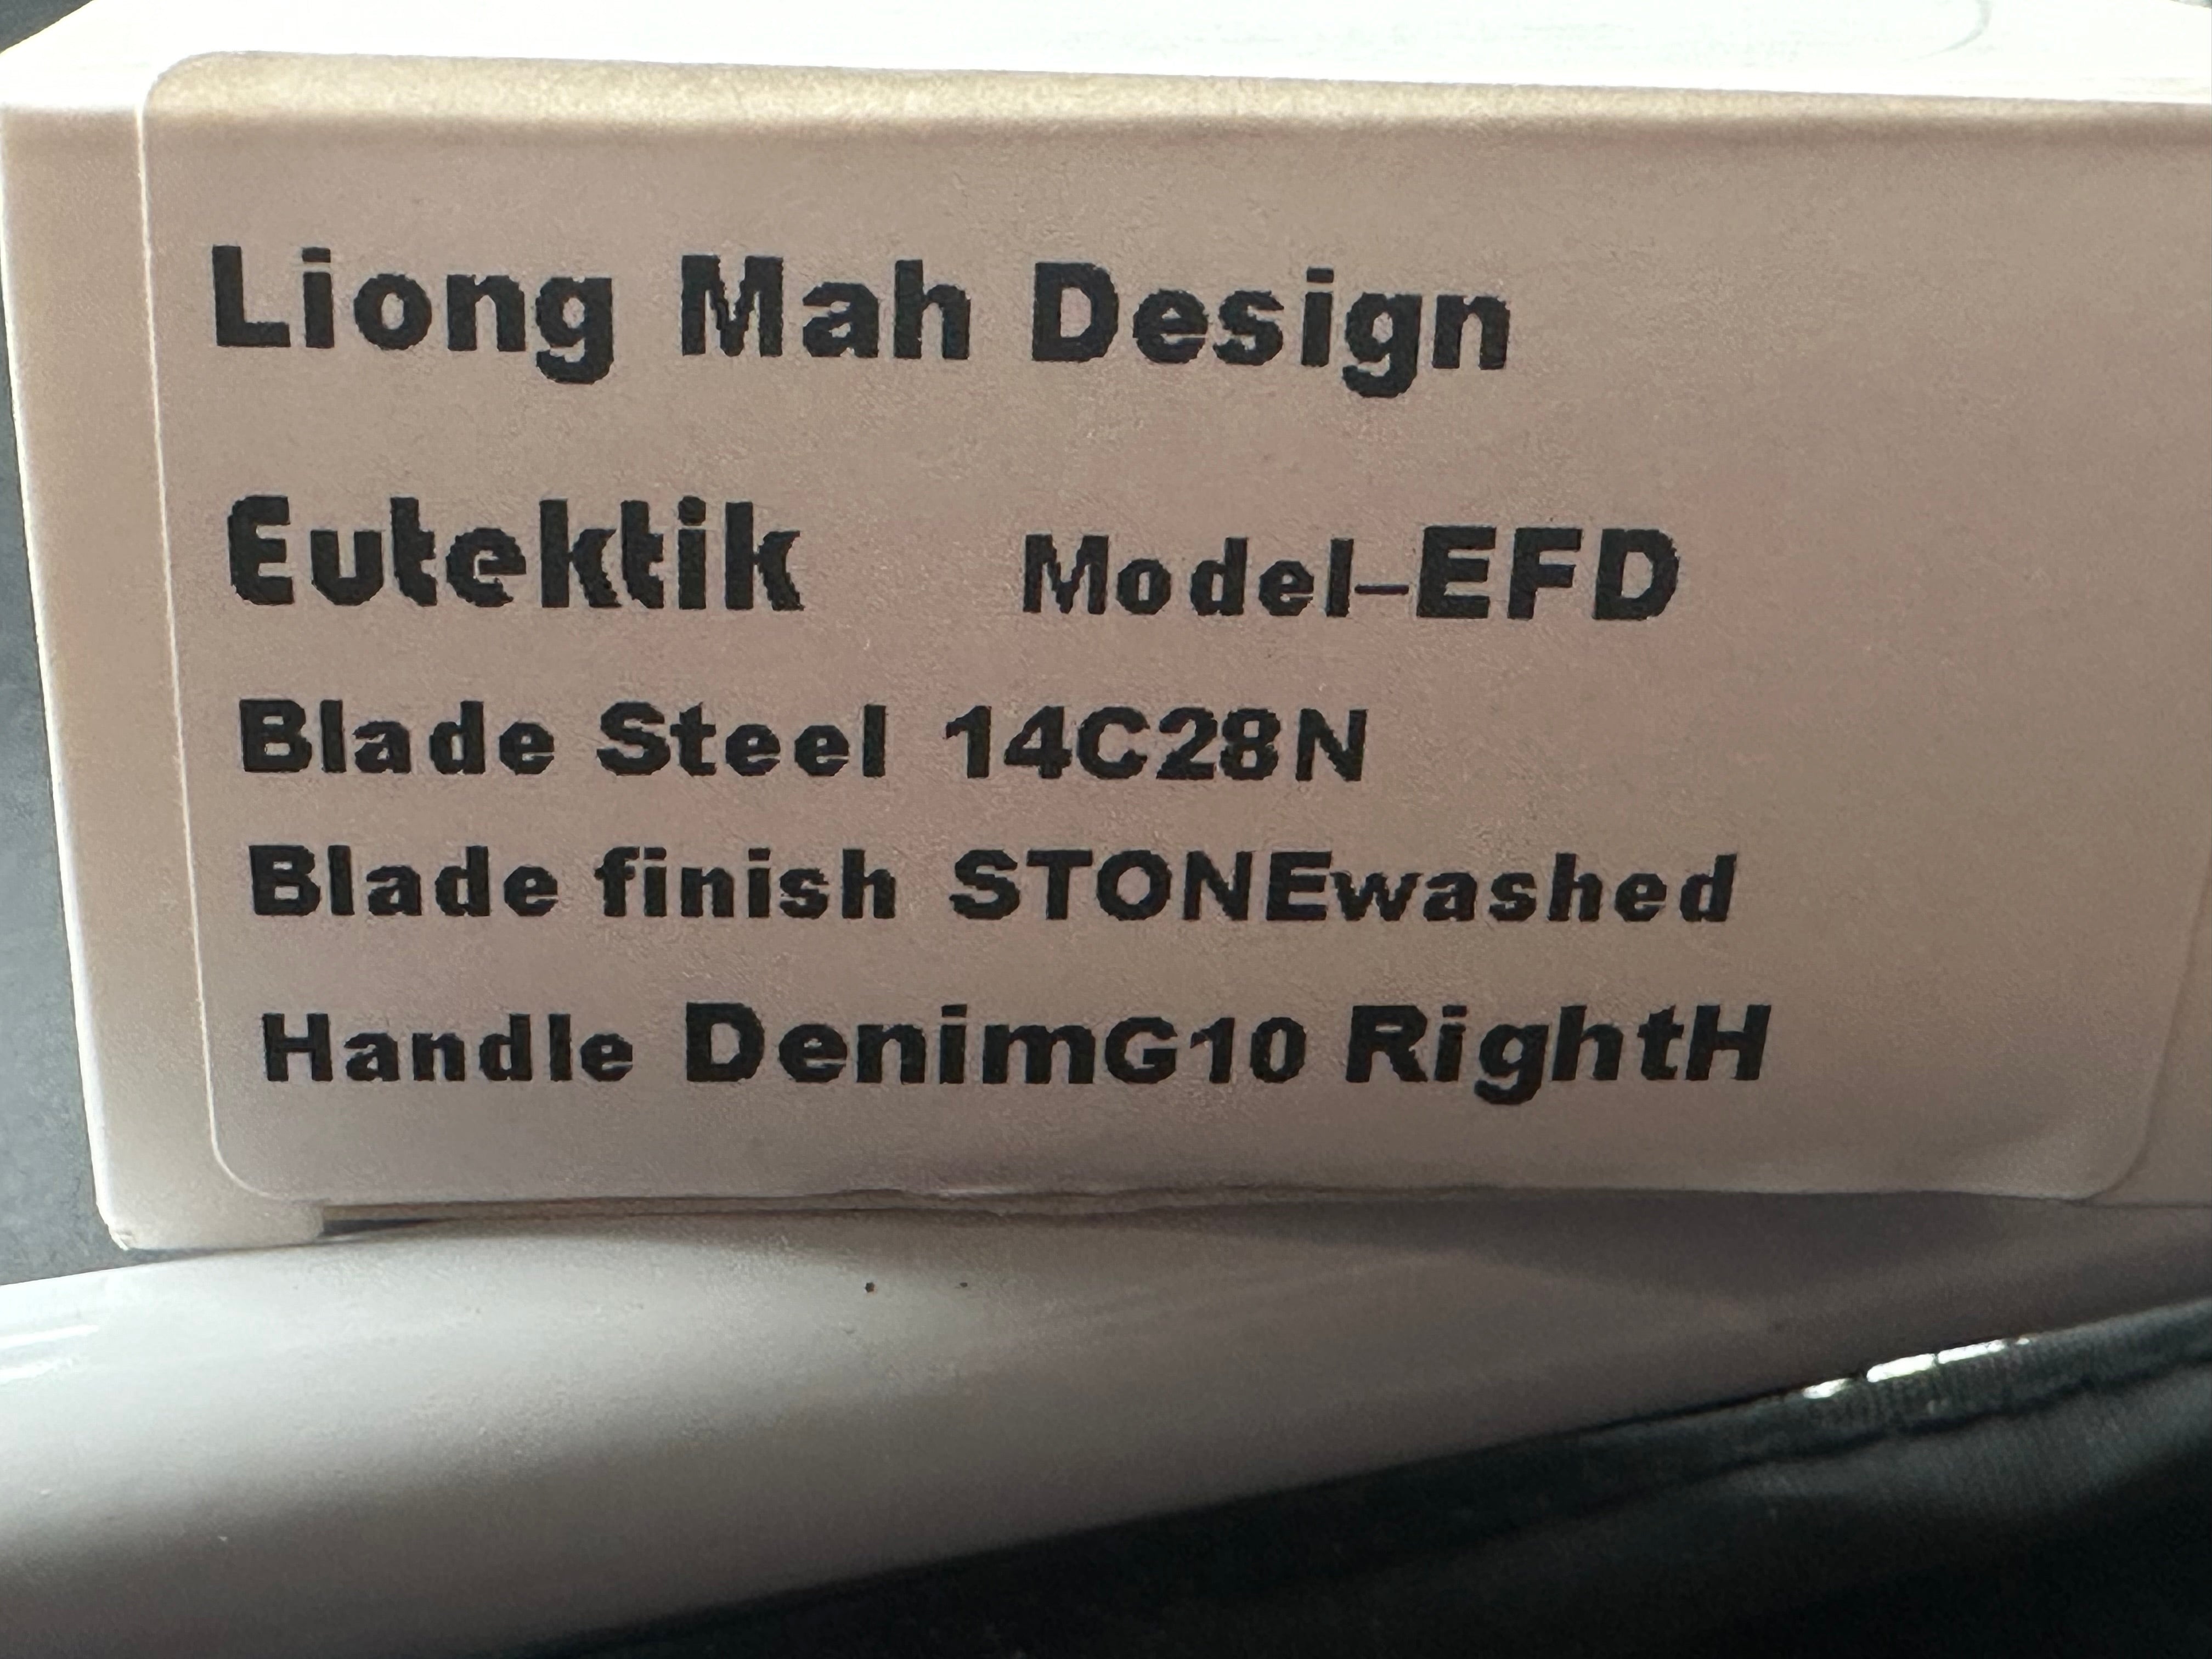 Liong Mah Design
Eutektik Model–EFD
Blade Steel 14C28N
Blade finish STONEwashed
Handle DenimG10 RightH